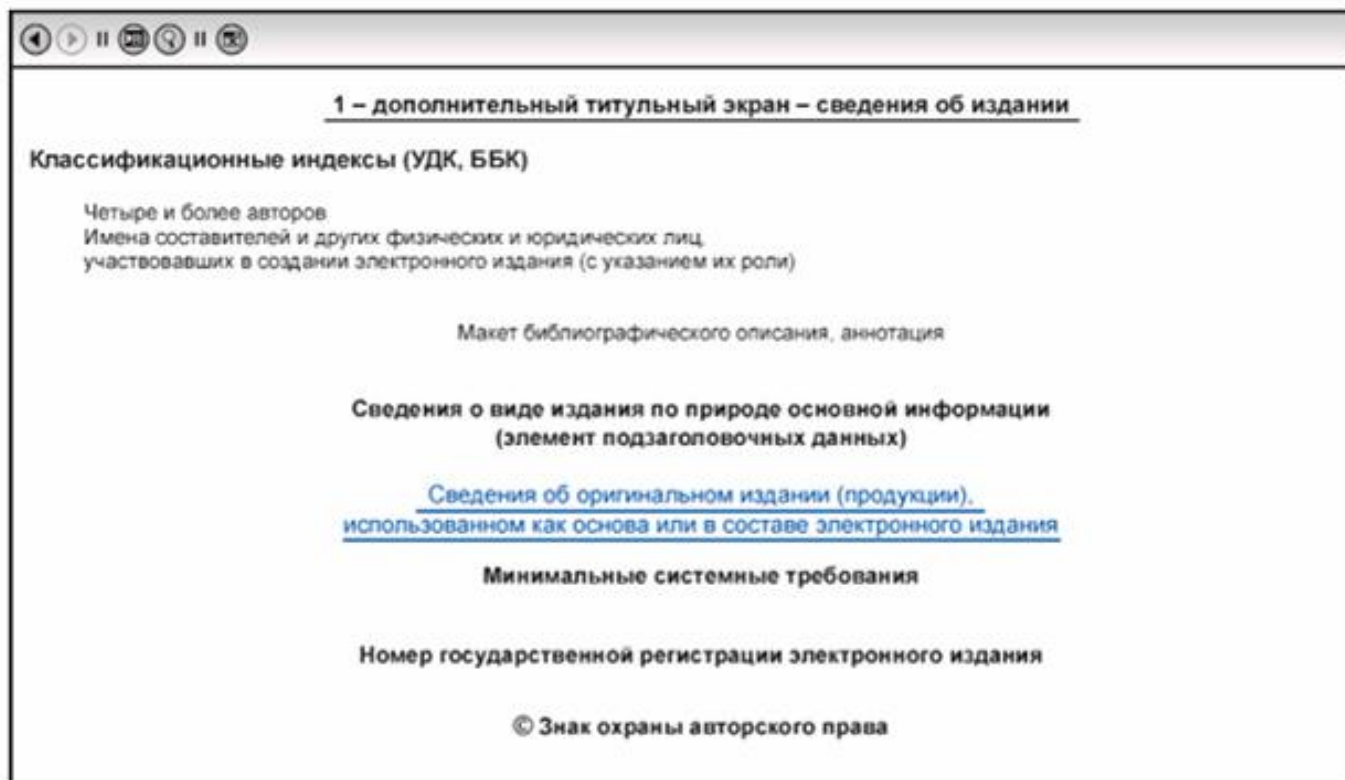 1 – дополнительный титульный экран – сведения об издании
Классификационные индексы (УДК, ББК)
Четыре и более авторов
Имена составителей и других физических и юридических лиц,
участвовавших в создании электронного издания (с указанием их роли)
Макет библиографического описания, аннотация
Сведения о виде издания по природе основной информации
(элемент подзаголовочных данных)
Сведения об оригинальном издании (продукции),
использованном как основа или в составе электронного издания
Минимальные системные требования
Номер государственной регистрации электронного издания
© Знак охраны авторского права